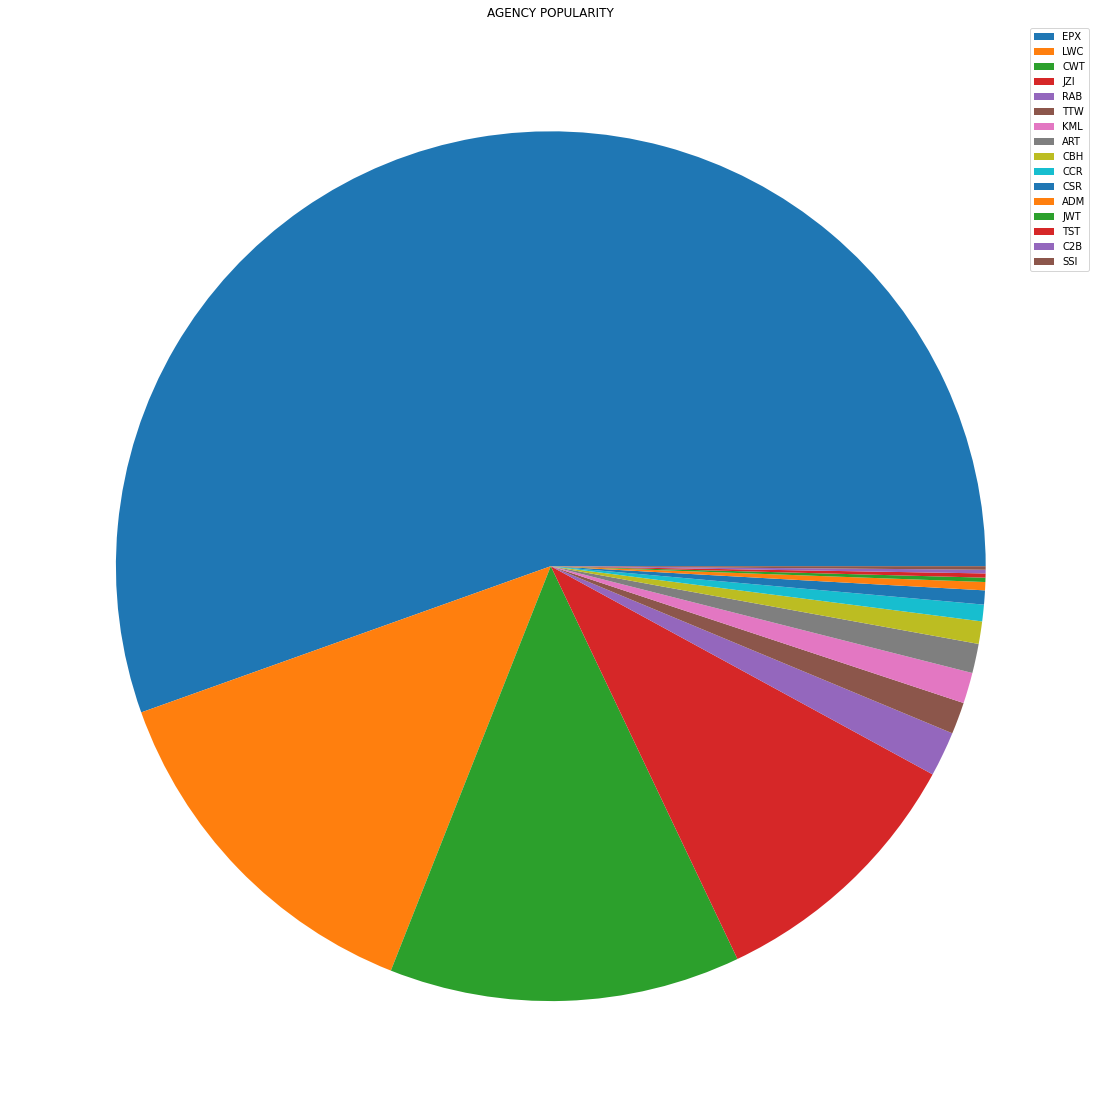 AGENCY POPULARITY
EPX
LWC
CWT
JZI
RAB
TTW
KML
ART
CBH
CCR
CSR
ADM
JWT
TST
C2B
SSI